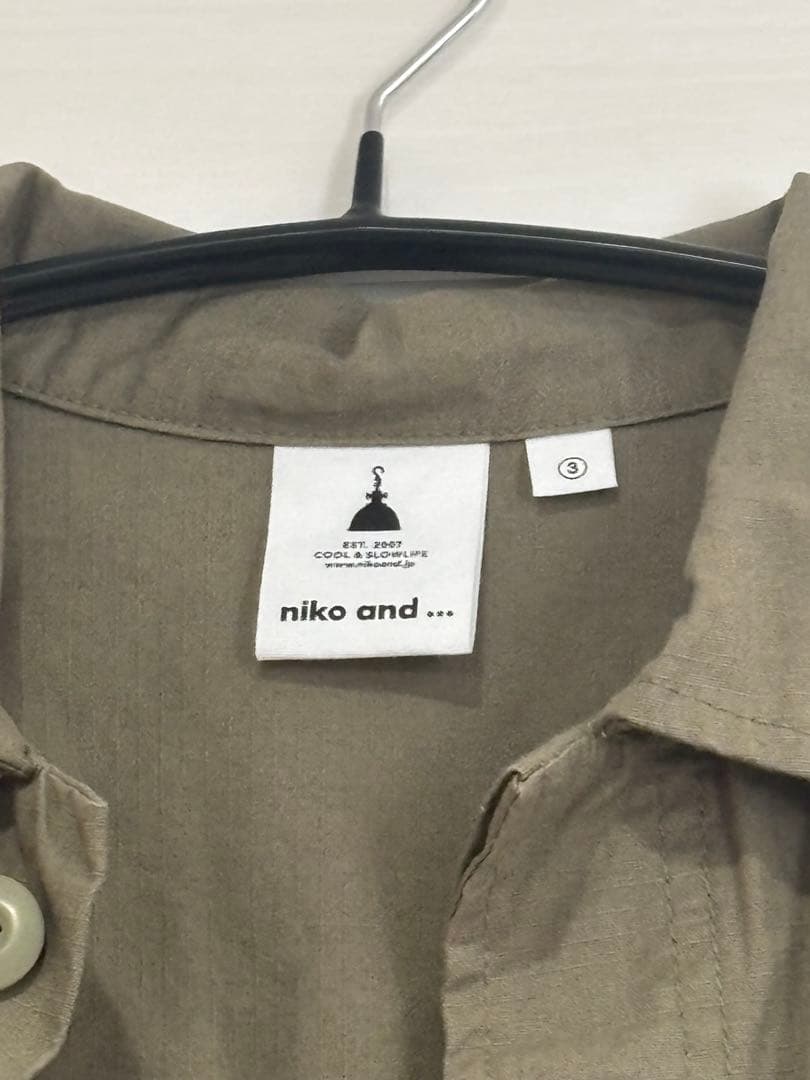 EST. 2007
COOL & SLOWLIFE
www.nikoand.jp
niko and ...
3